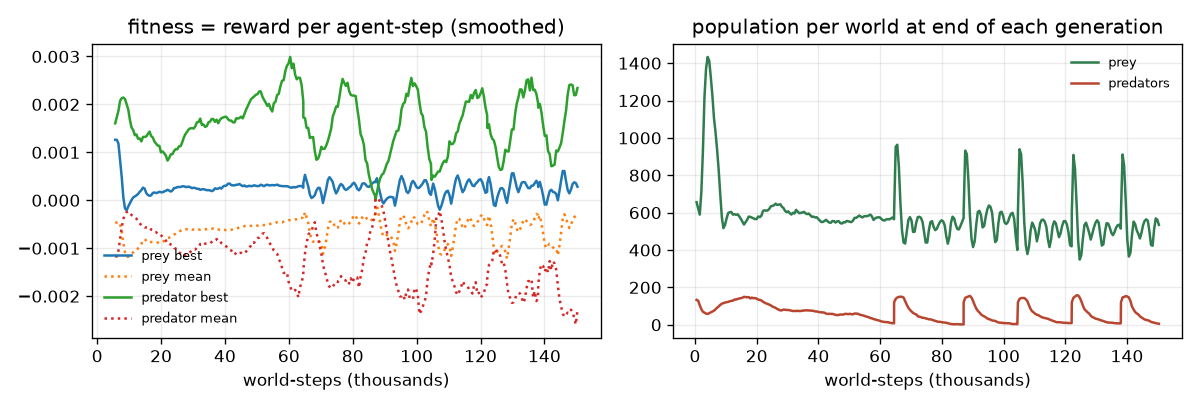 fitness = reward per agent-step (smoothed)
0.003
0.002
0.001
0.000
−0.001
−0.002
prey best
prey mean
predator best
predator mean
0 20 40 60 80 100 120 140
world-steps (thousands)
population per world at end of each generation
1400
1200
1000
800
600
400
200
0
prey
predators
0 20 40 60 80 100 120 140
world-steps (thousands)